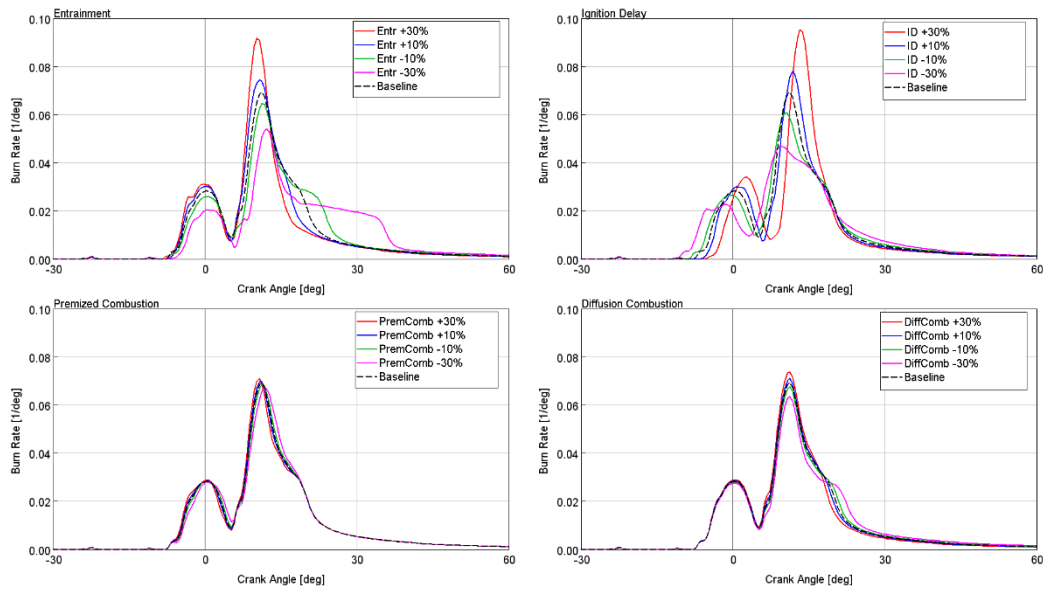 Entrainment
0.10
0.08
0.06
0.04
0.02
0.00
Burn Rate [1/deg]
Entr +30%
Entr +10%
Entr -10%
Entr -30%
Baseline
-30
0
30
60
Crank Angle [deg]
Ignition Delay
0.10
0.08
0.06
0.04
0.02
0.00
Burn Rate [1/deg]
ID +30%
ID +10%
ID -10%
ID -30%
Baseline
-30
0
30
60
Crank Angle [deg]
Premized Combustion
0.10
0.08
0.06
0.04
0.02
0.00
Burn Rate [1/deg]
PremComb +30%
PremComb +10%
PremComb -10%
PremComb -30%
Baseline
-30
0
30
60
Crank Angle [deg]
Diffusion Combustion
0.10
0.08
0.06
0.04
0.02
0.00
Burn Rate [1/deg]
DiffComb +30%
DiffComb +10%
DiffComb -10%
DiffComb -30%
Baseline
-30
0
30
60
Crank Angle [deg]